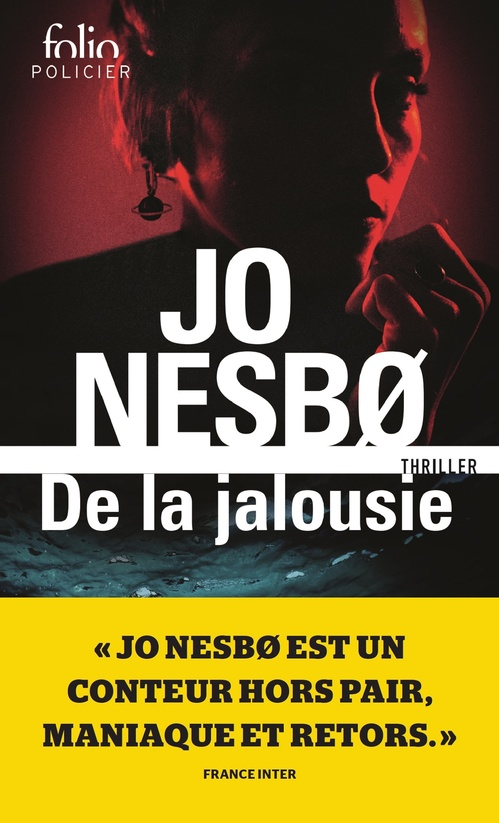 folio
POLICIER
JO
NESBØ
THRILLER
De la jalousie
« JO NESBØ EST UN
CONTEUR HORS PAIR,
MANIAQUE ET RETORS. »
FRANCE INTER